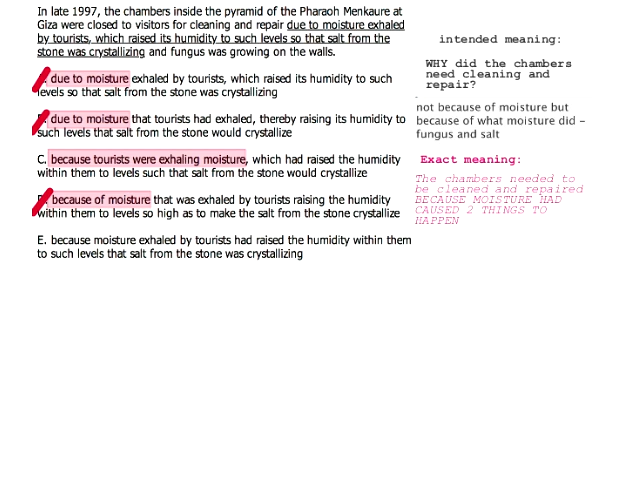 In late 1997, the chambers inside the pyramid of the Pharaoh Menkaure at
Giza were closed to visitors for cleaning and repair due to moisture exhaled
by tourists, which raised its humidity to such levels so that salt from the
stone was crystallizing and fungus was growing on the walls.
due to moisture exhaled by tourists, which raised its humidity to such
levels so that salt from the stone was crystallizing
due to moisture that tourists had exhaled, thereby raising its humidity to
such levels that salt from the stone would crystallize
C. because tourists were exhaling moisture, which had raised the humidity
within them to levels such that salt from the stone would crystallize
because of moisture that was exhaled by tourists raising the humidity
within them to levels so high as to make the salt from the stone crystallize
E. because moisture exhaled by tourists had raised the humidity within them
to such levels that salt from the stone was crystallizing
intended meaning:
WHY did the chambers
need cleaning and
repair?
not because of moisture but
because of what moisture did –
fungus and salt
Exact meaning:
The chambers needed to
be cleaned and repaired
BECAUSE MOISTURE HAD
CAUSED 2 THINGS TO
HAPPEN